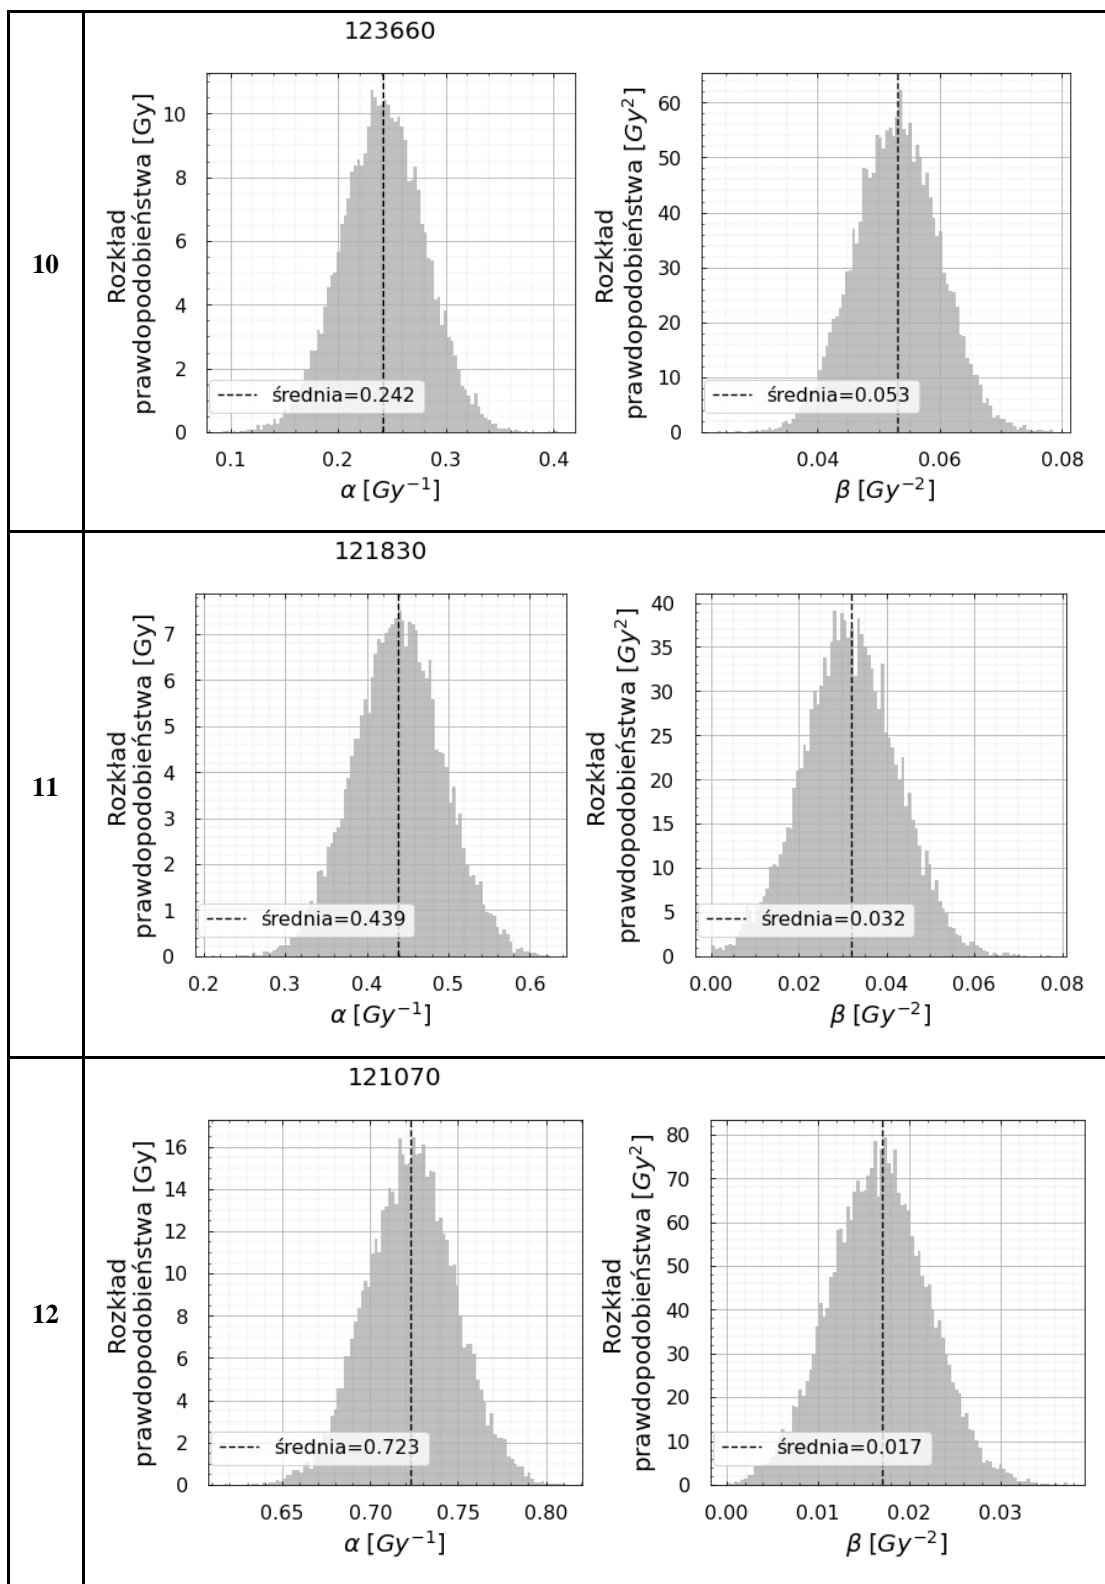 10
123660
Rozkład
prawdopodobieństwa [Gy]
10
8
6
4
2
0
średnia=0.242
0.1 0.2 0.3 0.4
α [Gy⁻¹]
Rozkład
prawdopodobieństwa [Gy²]
60
50
40
30
20
10
0
średnia=0.053
0.04 0.06 0.08
β [Gy⁻²]
11
121830
Rozkład
prawdopodobieństwa [Gy]
7
6
5
4
3
2
1
0
średnia=0.439
0.2 0.3 0.4 0.5 0.6
α [Gy⁻¹]
Rozkład
prawdopodobieństwa [Gy²]
40
35
30
25
20
15
10
5
0
średnia=0.032
0.00 0.02 0.04 0.06 0.08
β [Gy⁻²]
12
121070
Rozkład
prawdopodobieństwa [Gy]
16
14
12
10
8
6
4
2
0
średnia=0.723
0.65 0.70 0.75 0.80
α [Gy⁻¹]
Rozkład
prawdopodobieństwa [Gy²]
80
70
60
50
40
30
20
10
0
średnia=0.017
0.00 0.01 0.02 0.03
β [Gy⁻²]